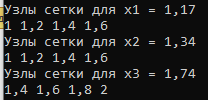 Узлы сетки для x1 = 1,17
1 1,2 1,4 1,6
Узлы сетки для x2 = 1,34
1 1,2 1,4 1,6
Узлы сетки для x3 = 1,74
1,4 1,6 1,8 2